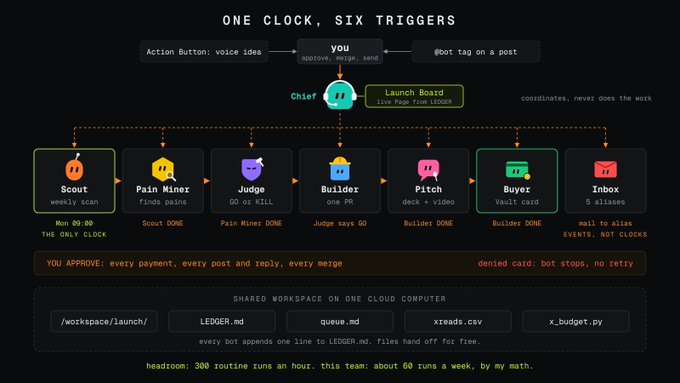 ONE CLOCK, SIX TRIGGERS
Action Button: voice idea
you
approve, merge, send
@bot tag on a post
Chief
Launch Board
live Page from LEDGER
coordinates, never does the work
Scout
weekly scan
Pain Miner
finds pains
Judge
GO or KILL
Builder
one PR
Pitch
deck + video
Buyer
Vault card
Inbox
5 aliases
Mon 09:00
THE ONLY CLOCK
Scout DONE
Pain Miner DONE
Judge says GO
Builder DONE
Builder DONE
mail to alias
EVENTS, NOT CLOCKS
YOU APPROVE: every payment, every post and reply, every merge
denied card: bot stops, no retry
SHARED WORKSPACE ON ONE CLOUD COMPUTER
/workspace/launch/
LEDGER.md
queue.md
xreads.csv
x_budget.py
every bot appends one line to LEDGER.md. files hand off for free.
headroom: 300 routine runs an hour. this team: about 60 runs a week, by my math.